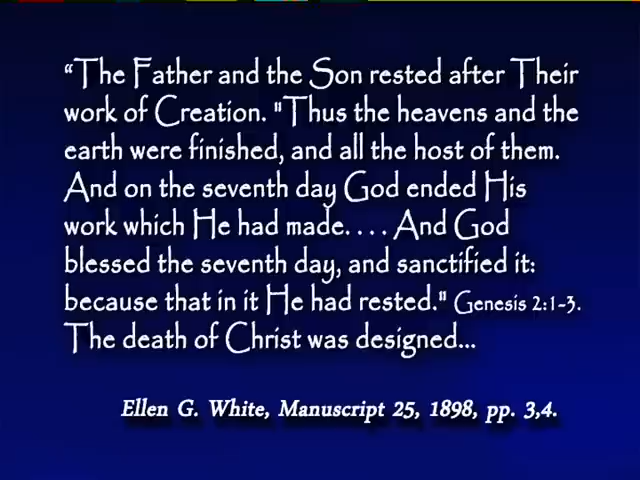 “The Father and the Son rested after Their
work of Creation. "Thus the heavens and the
earth were finished, and all the host of them.
And on the seventh day God ended His
work which He had made. . . . And God
blessed the seventh day, and sanctified it:
because that in it He had rested." Genesis 2:1-3.
The death of Christ was designed...
Ellen G. White, Manuscript 25, 1898, pp. 3,4.